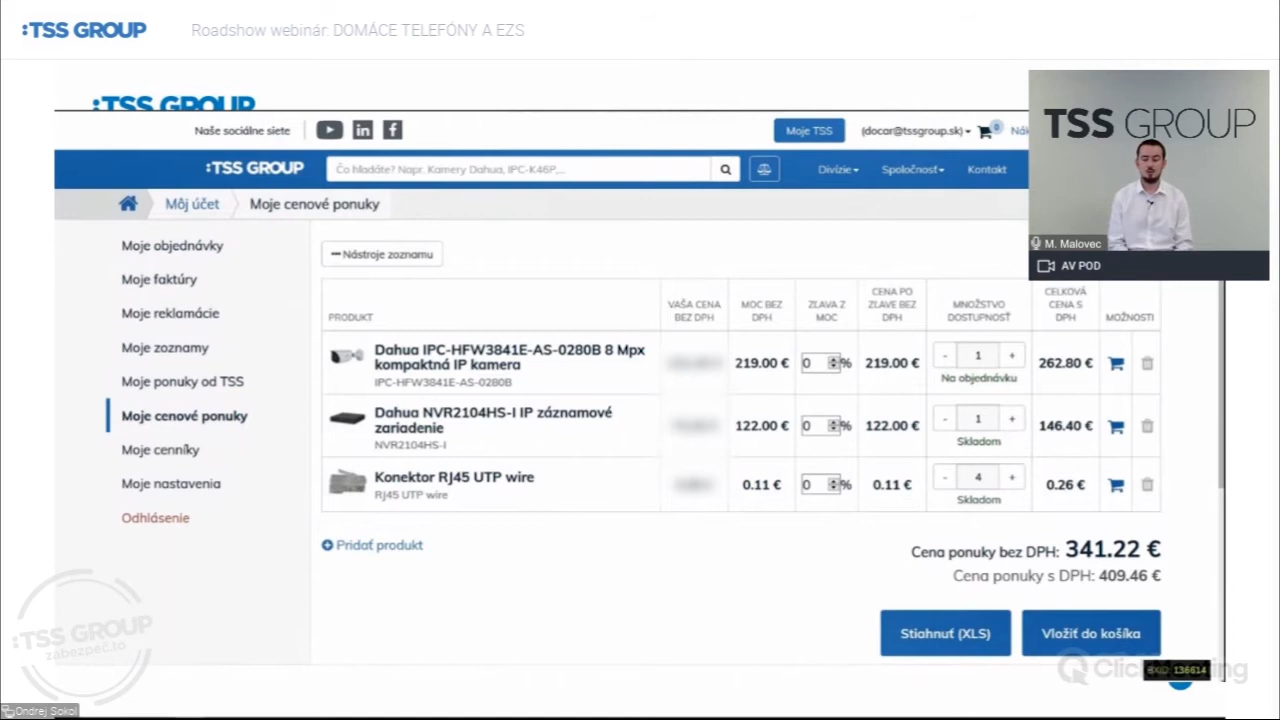 :TSS GROUP
Roadshow webinár: DOMÁCE TELEFÓNY A EZS
:TSS GROUP
Naše sociálne siete
Moje TSS
(docar@tssgroup.sk)
0
Nák
:TSS GROUP
Čo hľadáte? Napr. Kamery Dahua, IPC-K46P,...
Divízie
Spoločnosť
Kontakt
TSS GROUP
M. Malovec
AV POD
Môj účet
Moje cenové ponuky
Moje objednávky
Moje faktúry
Moje reklamácie
Moje zoznamy
Moje ponuky od TSS
Moje cenové ponuky
Moje cenníky
Moje nastavenia
Odhlásenie
Nástroje zoznamu
PRODUKT
VAŠA CENA BEZ DPH
MOC BEZ DPH
ZĽAVA Z MOC
CENA PO ZĽAVE BEZ DPH
MNOŽSTVO DOSTUPNOSŤ
CELKOVÁ CENA S DPH
MOŽNOSTI
Dahua IPC-HFW3841E-AS-0280B 8 Mpx
kompaktná IP kamera
IPC-HFW3841E-AS-0280B
219.00 €
0 %
219.00 €
- 1 +
Na objednávku
262.80 €
Dahua NVR2104HS-I IP záznamové
zariadenie
NVR2104HS-I
122.00 €
0 %
122.00 €
- 1 +
Skladom
146.40 €
Konektor RJ45 UTP wire
RJ45 UTP wire
0.11 €
0 %
0.11 €
- 4 +
Skladom
0.26 €
Pridať produkt
Cena ponuky bez DPH: 341.22 €
Cena ponuky s DPH: 409.46 €
Stiahnuť (XLS)
Vložiť do košíka
:TSS GROUP
zabezpeč.to
ClickMeeting
136614
Ondrej Sokol